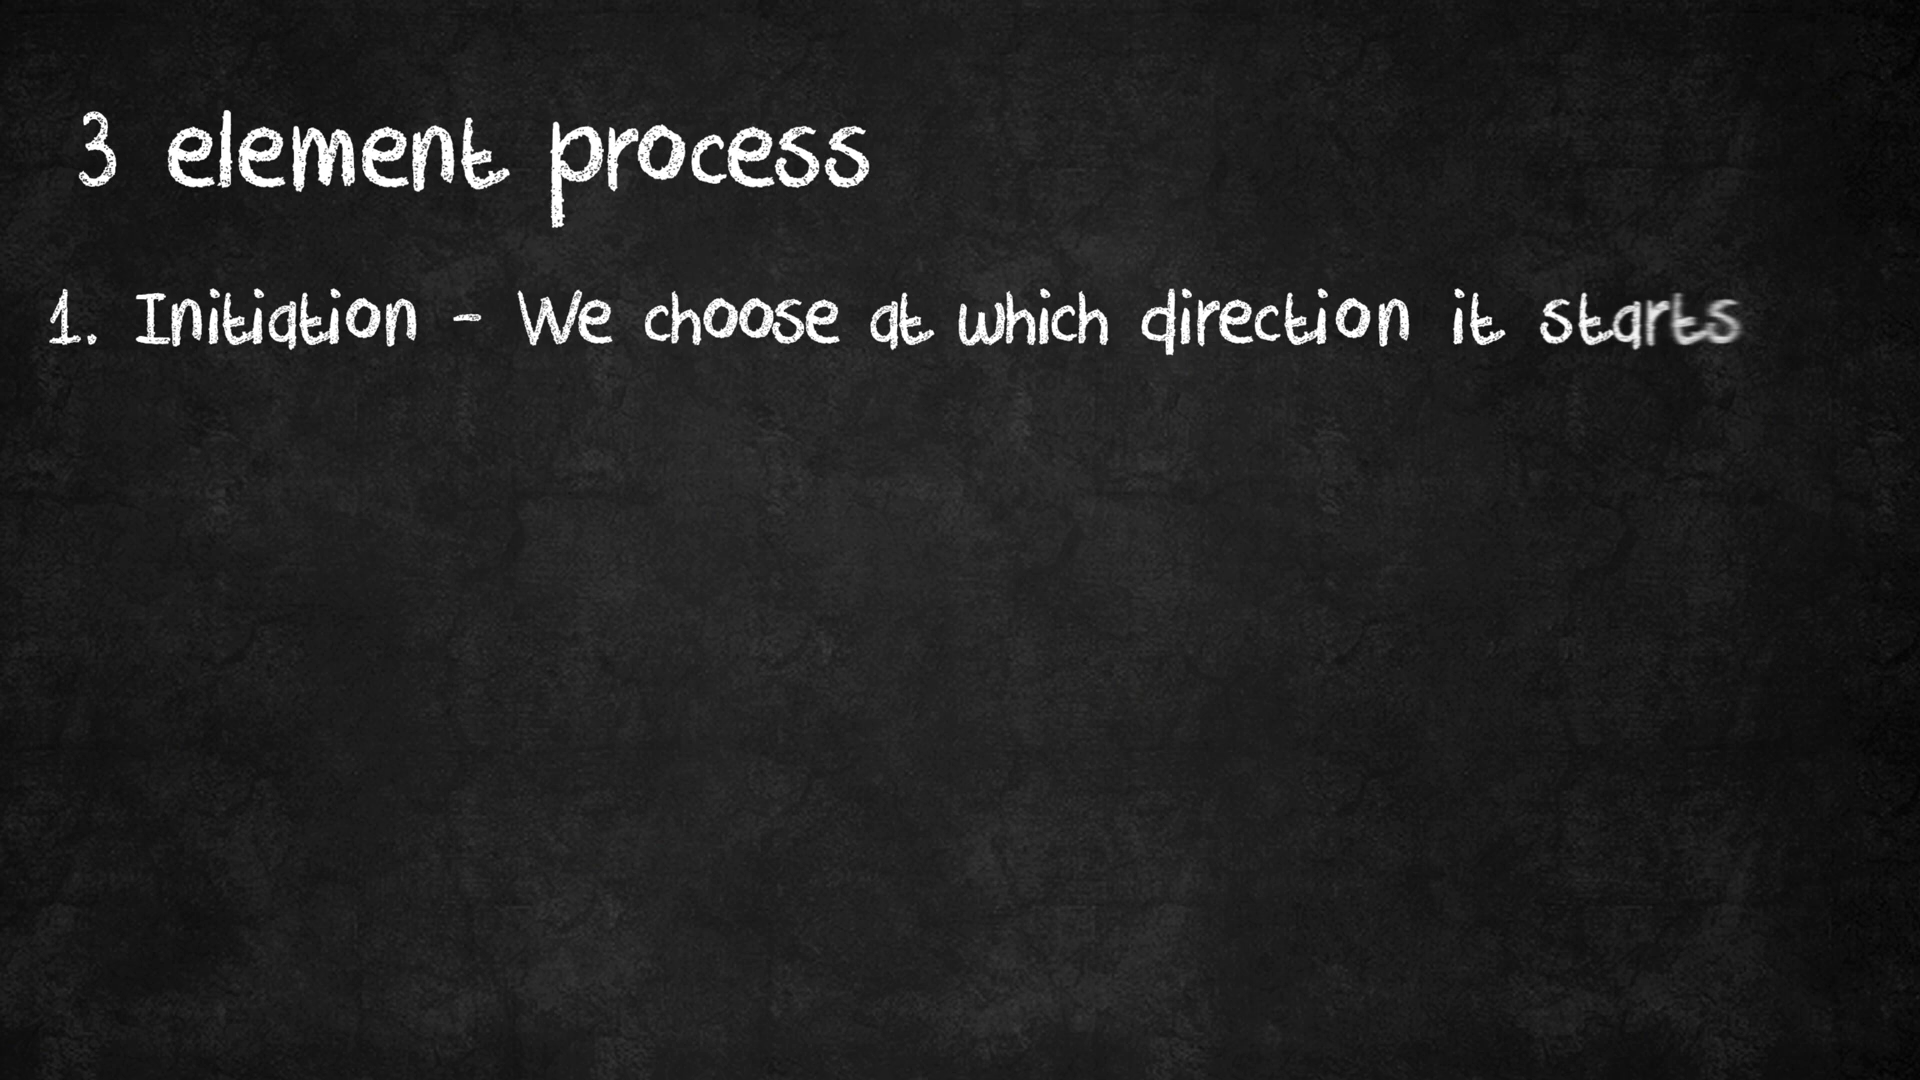 3 element process
1. Initiation - We choose at which direction it starts